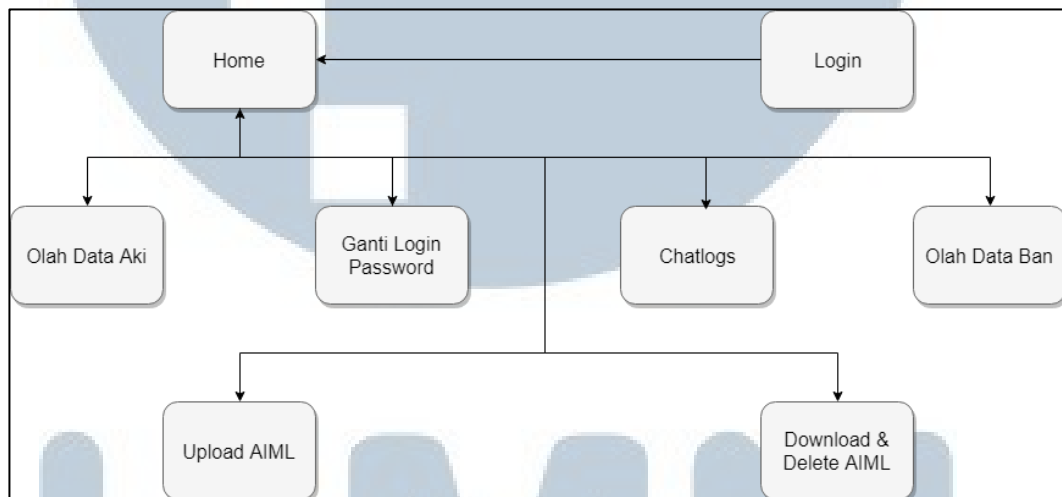 Home
Login
Olah Data Aki
Ganti Login
Password
Chatlogs
Olah Data Ban
Upload AIML
Download &
Delete AIML